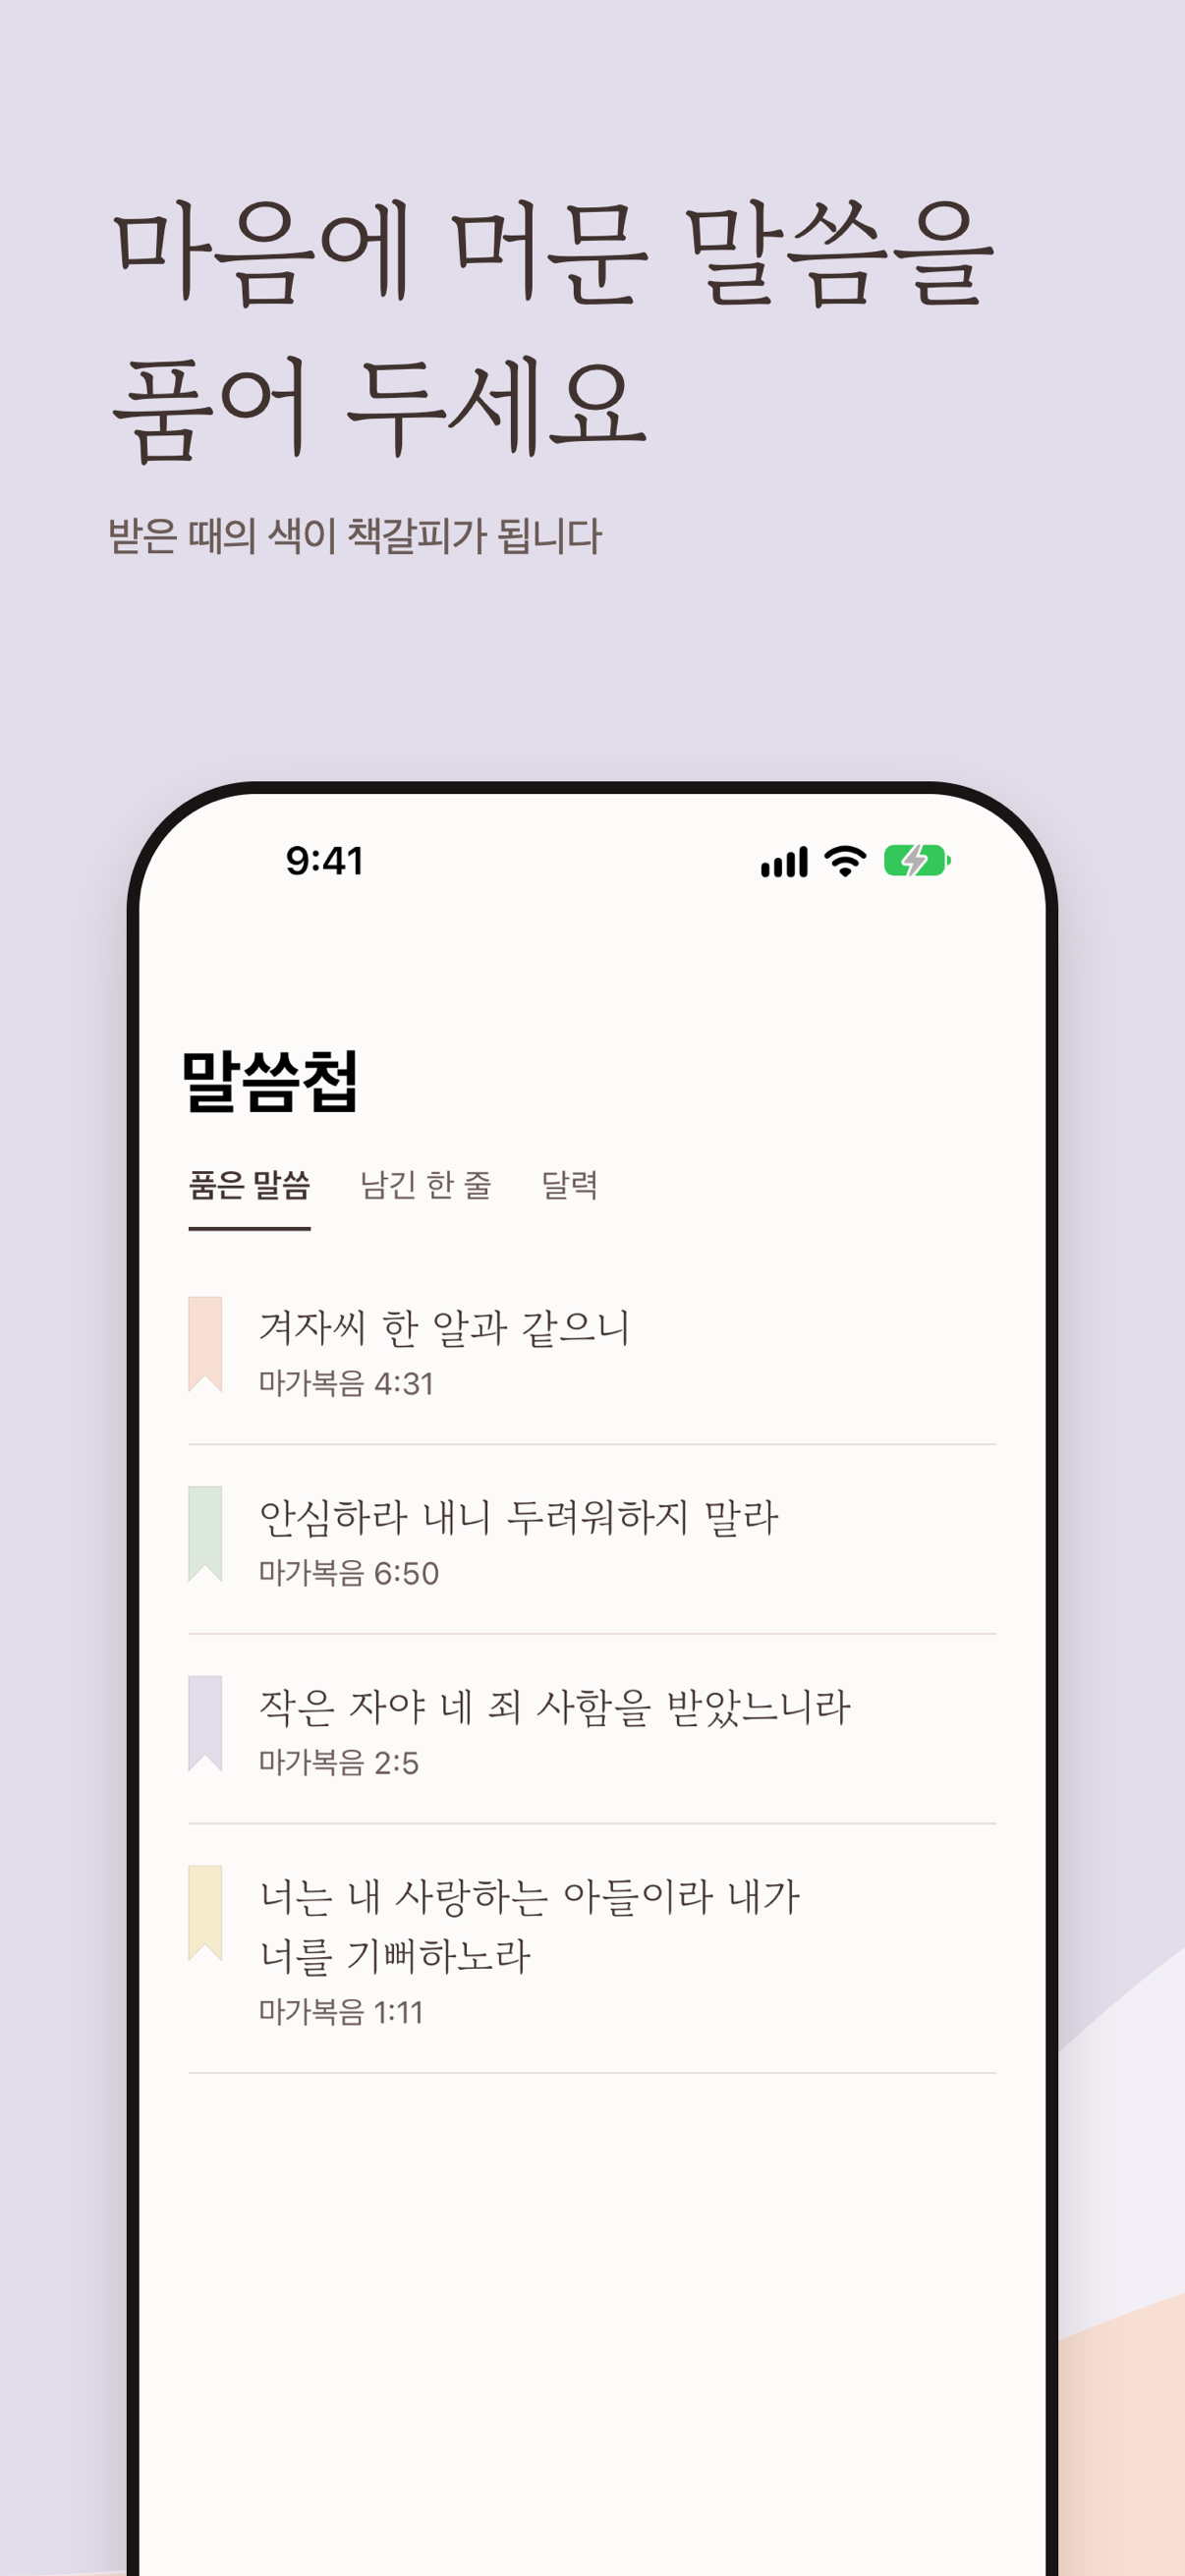 마음에 머문 말씀을
품어 두세요
받은 때의 색이 책갈피가 됩니다
9:41
말씀첩
품은 말씀 남긴 한 줄 달력
겨자씨 한 알과 같으니
마가복음 4:31
안심하라 내니 두려워하지 말라
마가복음 6:50
작은 자야 네 죄 사함을 받았느니라
마가복음 2:5
너는 내 사랑하는 아들이라 내가
너를 기뻐하노라
마가복음 1:11